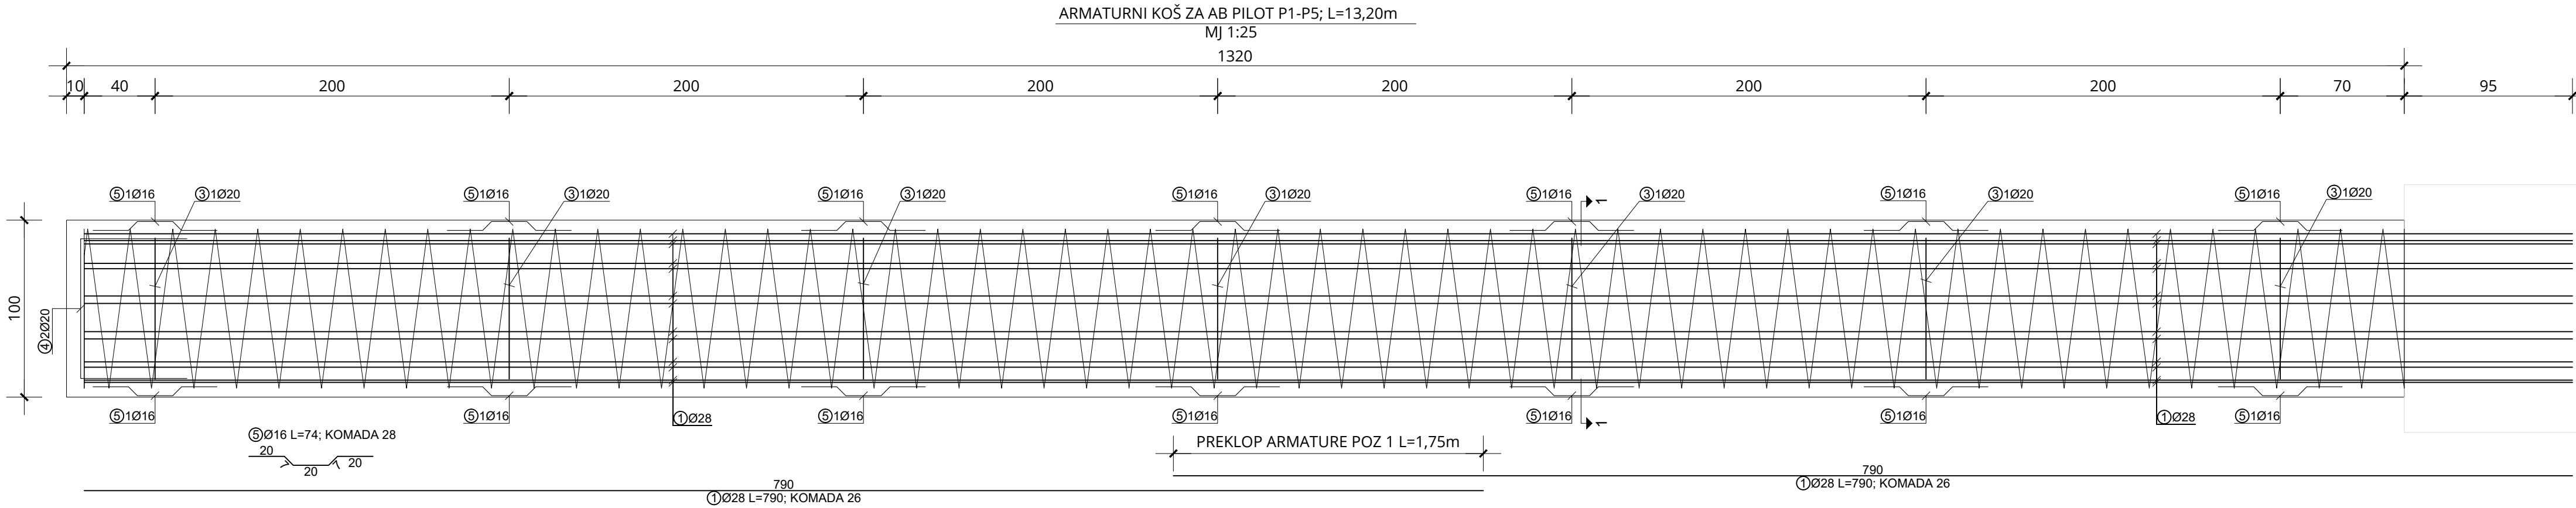 ARMATURNI KOŠ ZA AB PILOT P1-P5; L=13,20m
MJ 1:25
1320
10 40 200 200 200 200 200 200 70 95
⑤1Ø16 ③1Ø20 ⑤1Ø16 ③1Ø20 ⑤1Ø16 ③1Ø20 ⑤1Ø16 ③1Ø20 ⑤1Ø16 1 ③1Ø20 ⑤1Ø16 ③1Ø20 ⑤1Ø16 ③1Ø20
100
④2Ø20
⑤1Ø16 ⑤1Ø16 ①Ø28 ⑤1Ø16 ⑤1Ø16 ⑤1Ø16 1 ⑤1Ø16 ①Ø28 ⑤1Ø16
⑤Ø16 L=74; KOMADA 28
20 20 20
PREKLOP ARMATURE POZ 1 L=1,75m
790
①Ø28 L=790; KOMADA 26
790
①Ø28 L=790; KOMADA 26